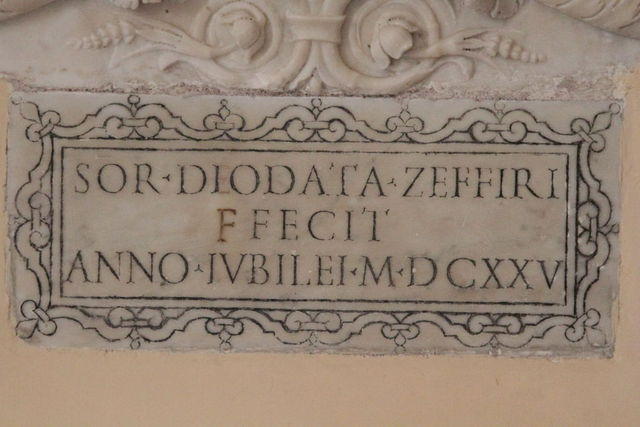 SOR·DIODATA·ZEFFIRI
F FECIT
ANNO·IVBILEI·M·DCXXV